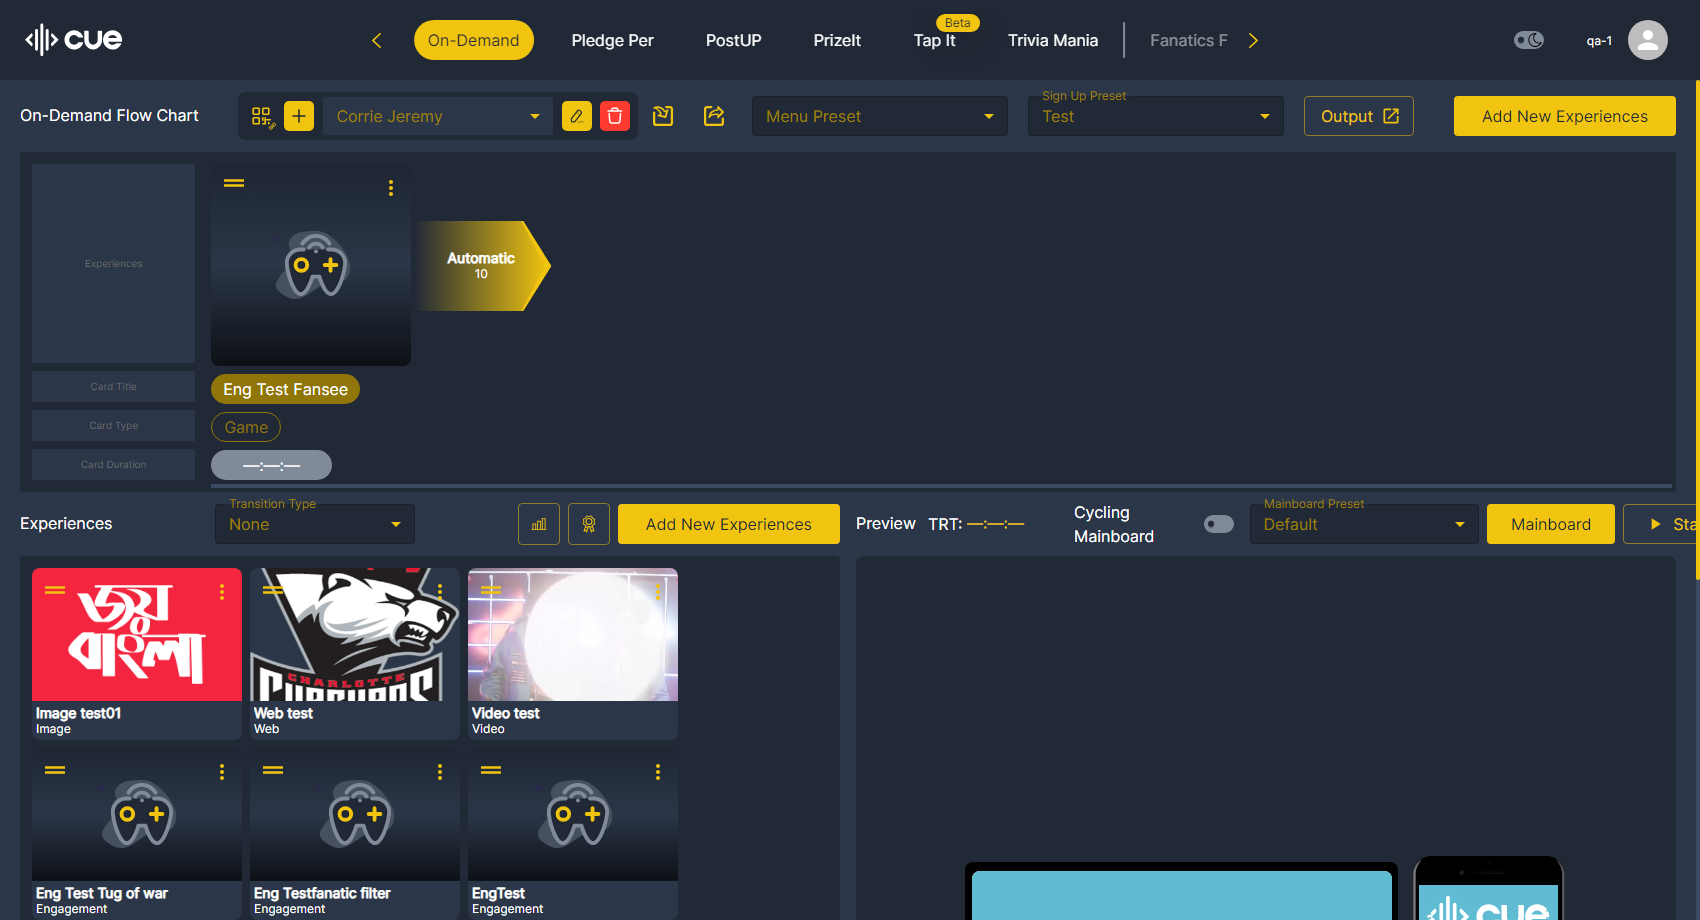 cue
On-Demand
Pledge Per
PostUP
PrizeIt
Tap It
Beta
Trivia Mania
Fanatics F
qa-1
On-Demand Flow Chart
Corrie Jeremy
Menu Preset
Sign Up Preset
Test
Output
Add New Experiences
Experiences
Automatic
10
Card Title
Eng Test Fansee
Card Type
Game
Card Duration
—:—:—
Experiences
Transition Type
None
Add New Experiences
Preview
TRT: —:—:—
Cycling
Mainboard
Mainboard Preset
Default
Mainboard
Sta
জয়
বাংলা
CHARLOTTE
Image test01
Image
Web test
Web
Video test
Video
Eng Test Tug of war
Engagement
Eng Testfanatic filter
Engagement
EngTest
Engagement
cue